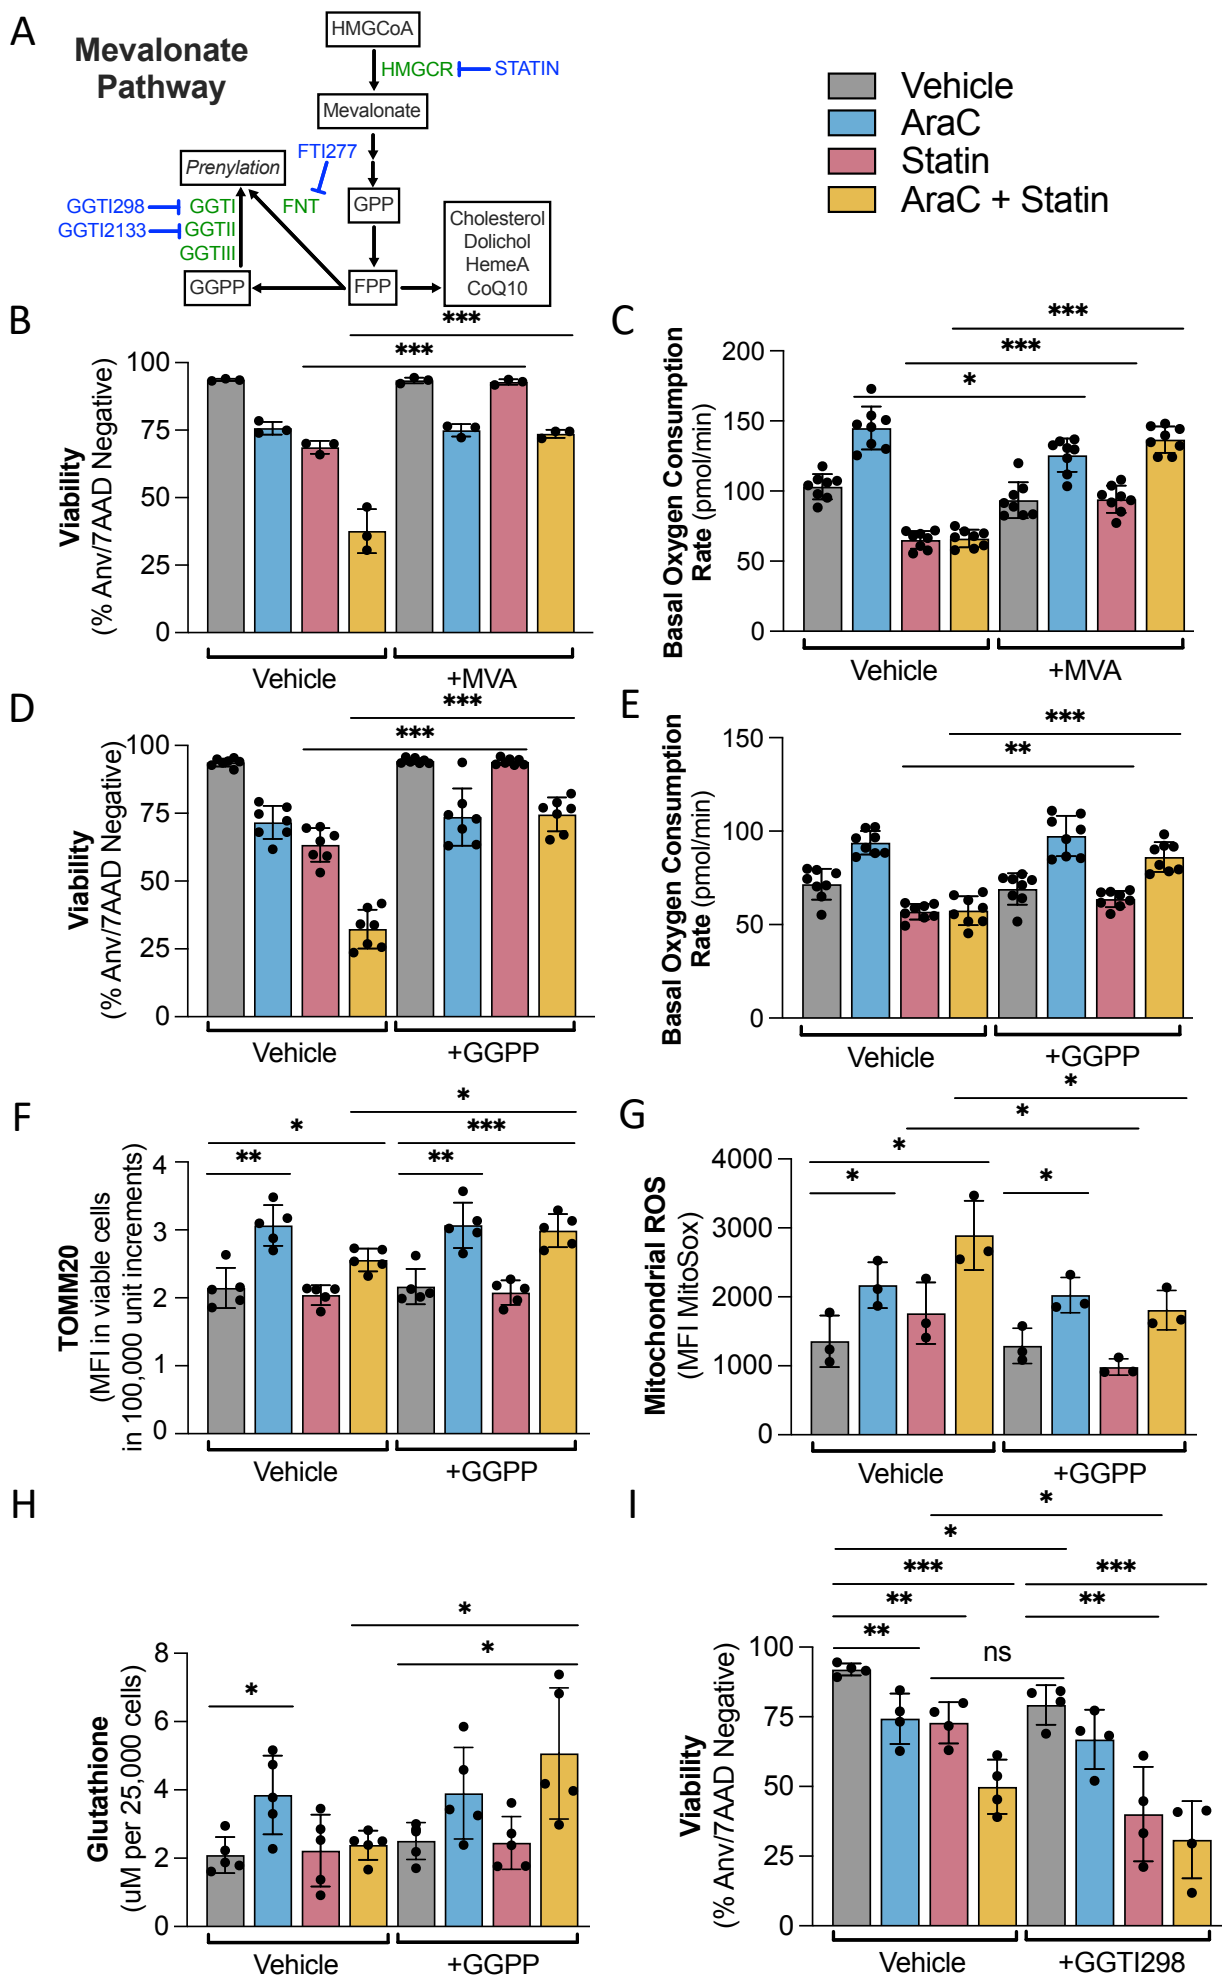 A
Mevalonate
Pathway
HMGCoA
HMGCR
STATIN
Mevalonate
FTI277
Prenylation
GGTI298
GGTI
FNT
GPP
GGTI2133
GGTII
GGTIII
GGPP
FPP
Cholesterol
Dolichol
HemeA
CoQ10
Vehicle
AraC
Statin
AraC + Statin
B
***
***
100
75
50
25
0
Viability
(% Anv/7AAD Negative)
Vehicle
+MVA
C
***
***
*
200
150
100
50
0
Basal Oxygen Consumption
Rate (pmol/min)
Vehicle
+MVA
D
***
***
100
75
50
25
0
Viability
(% Anv/7AAD Negative)
Vehicle
+GGPP
E
***
**
150
100
50
0
Basal Oxygen Consumption
Rate (pmol/min)
Vehicle
+GGPP
F
*
* ***
** **
4
3
2
1
0
TOMM20
(MFI in viable cells
in 100,000 unit increments)
Vehicle
+GGPP
G
*
*
*
* *
4000
3000
2000
1000
0
Mitochondrial ROS
(MFI MitoSox)
Vehicle
+GGPP
H
*
*
*
8
6
4
2
0
Glutathione
(uM per 25,000 cells)
Vehicle
+GGPP
I
*
*
*** ***
** **
**
ns
100
75
50
25
0
Viability
(% Anv/7AAD Negative)
Vehicle
+GGTI298